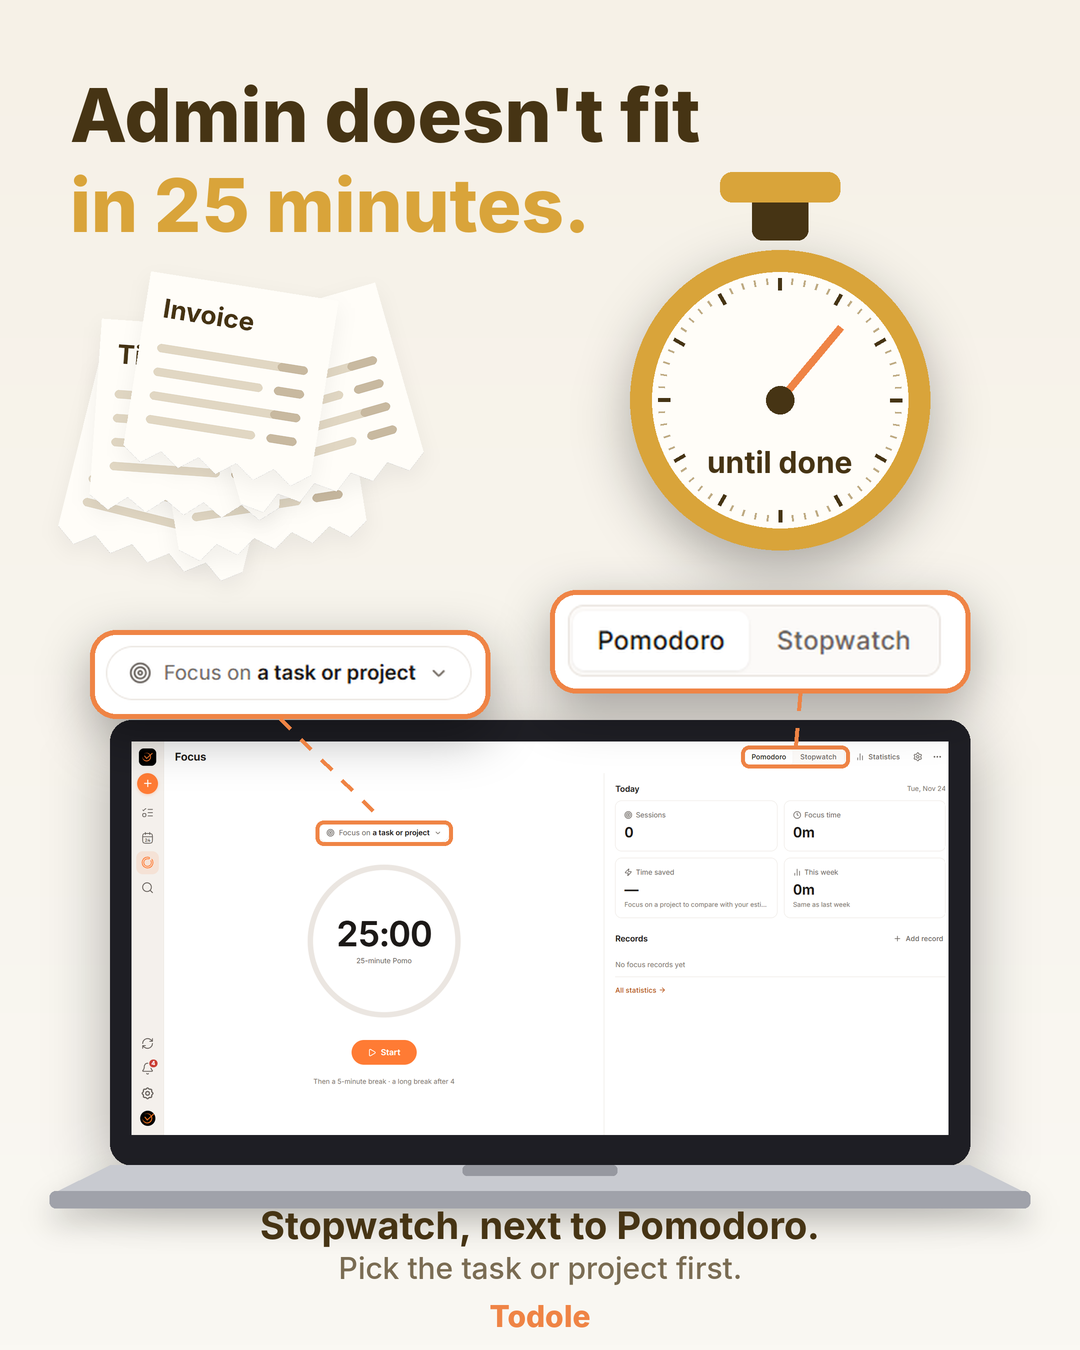 Admin doesn't fit
in 25 minutes.
Invoice
until done
Pomodoro Stopwatch
Focus on a task or project
Focus
Pomodoro Stopwatch Statistics
Today Tue, Nov 24
Sessions
0
Focus time
0m
Focus on a task or project
Time saved
—
Focus on a project to compare with your esti...
This week
0m
Same as last week
25:00
25-minute Pomo
Records + Add record
No focus records yet
All statistics →
Start
Then a 5-minute break · a long break after 4
4
Stopwatch, next to Pomodoro.
Pick the task or project first.
Todole